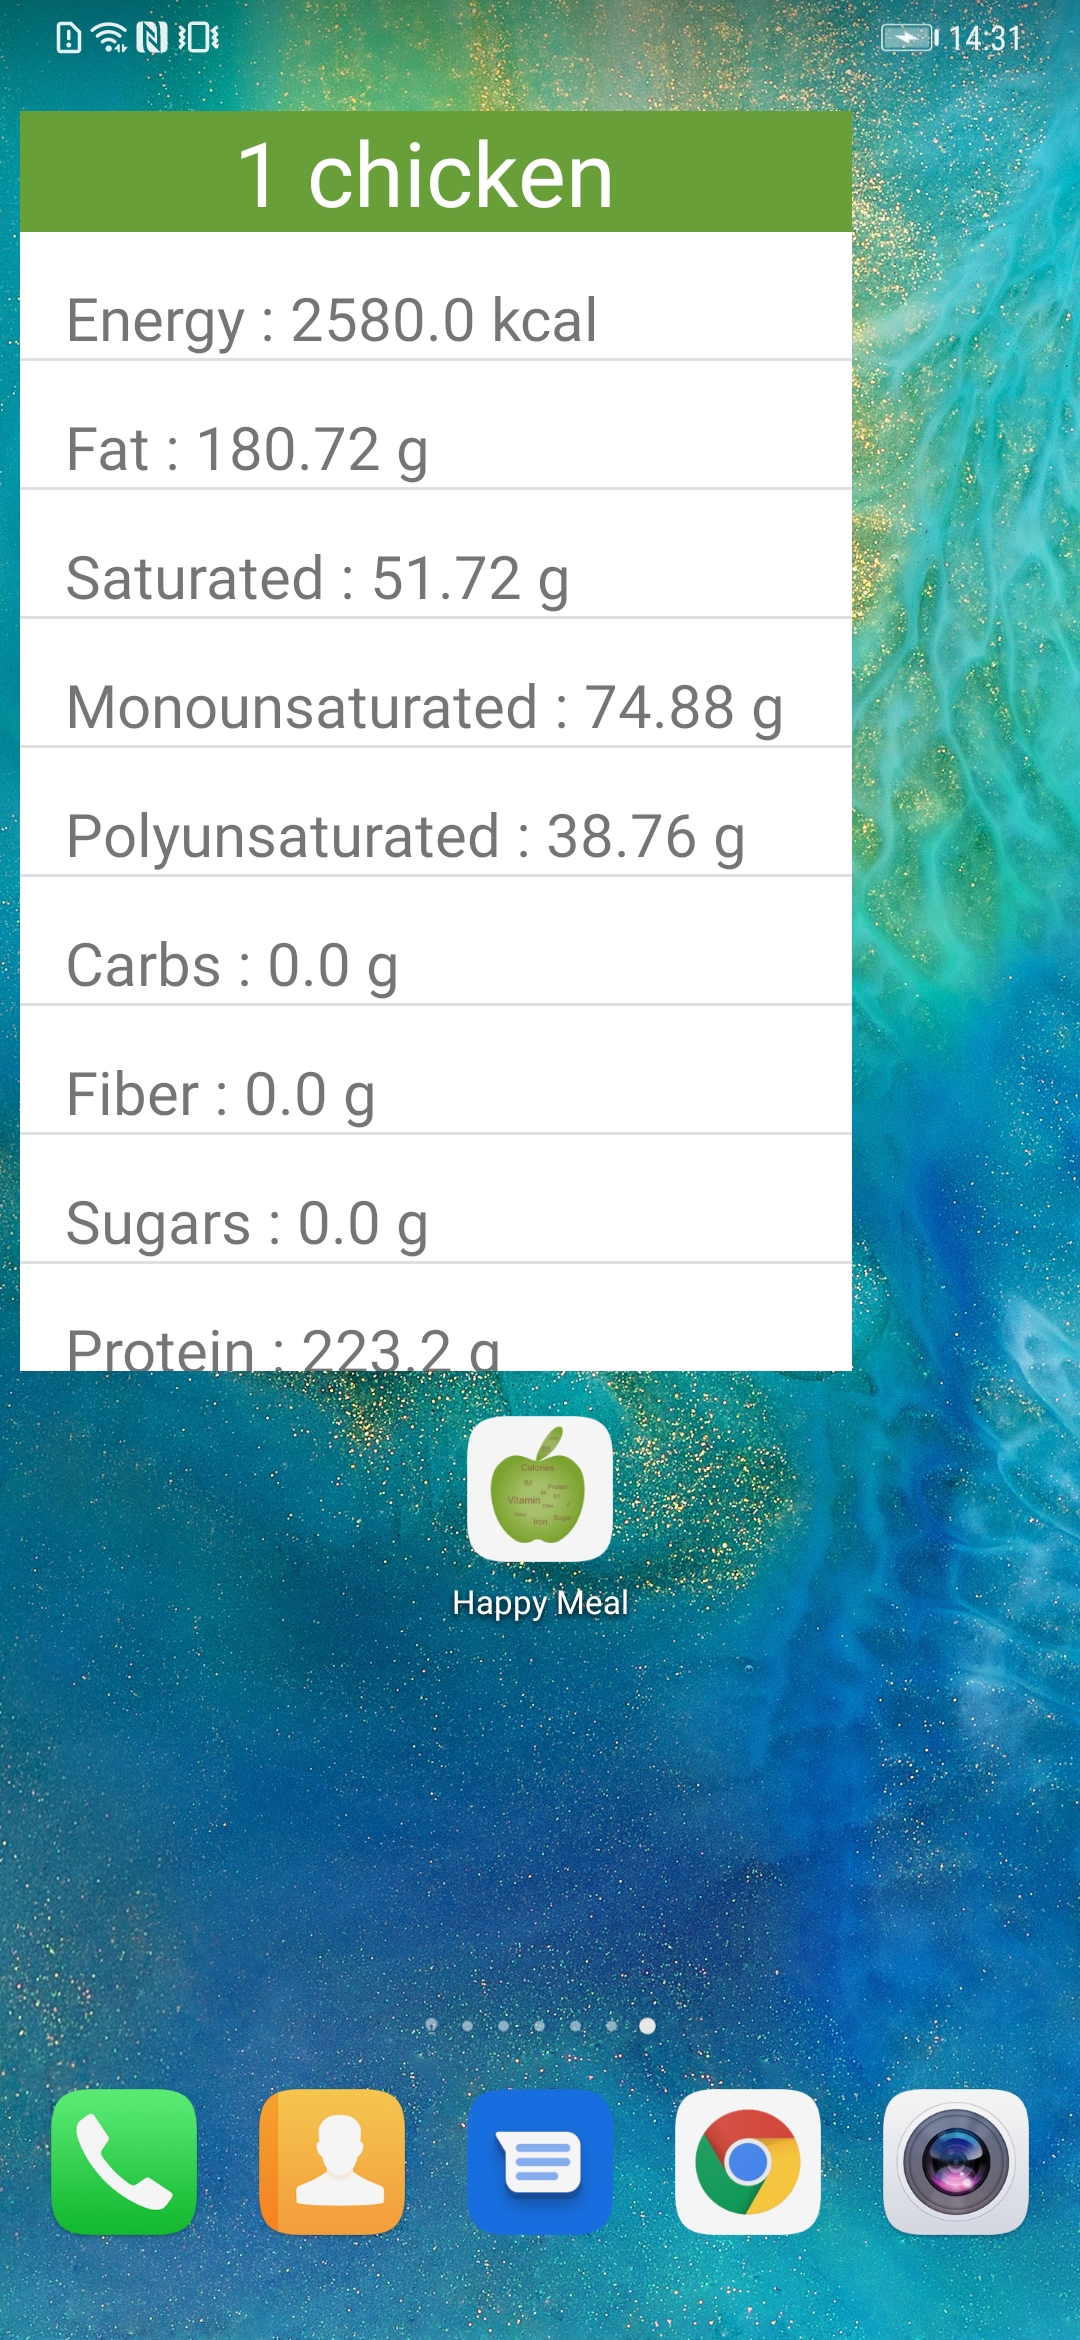 14:31
1 chicken
Energy : 2580.0 kcal
Fat : 180.72 g
Saturated : 51.72 g
Monounsaturated : 74.88 g
Polyunsaturated : 38.76 g
Carbs : 0.0 g
Fiber : 0.0 g
Sugars : 0.0 g
Protein : 223.2 g
Calories
B2
Protein
Vitamin
Iron
Sugar
Happy Meal